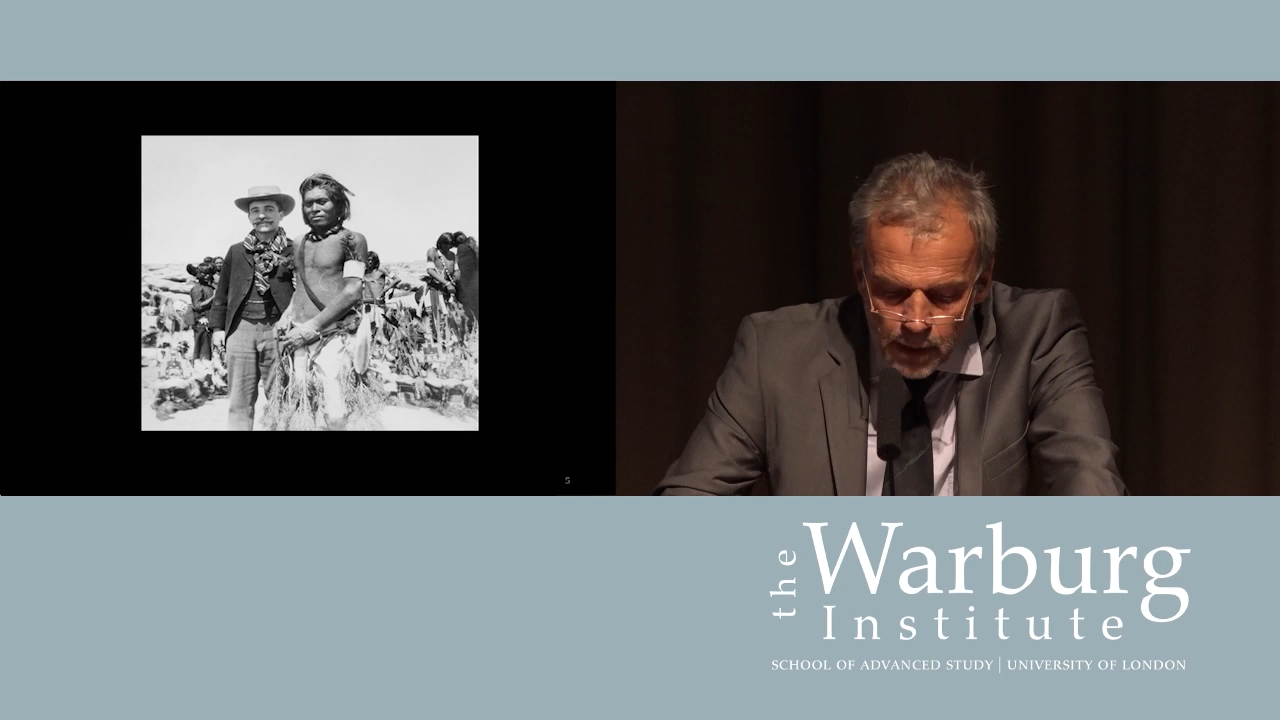 5
the Warburg
Institute
SCHOOL OF ADVANCED STUDY | UNIVERSITY OF LONDON